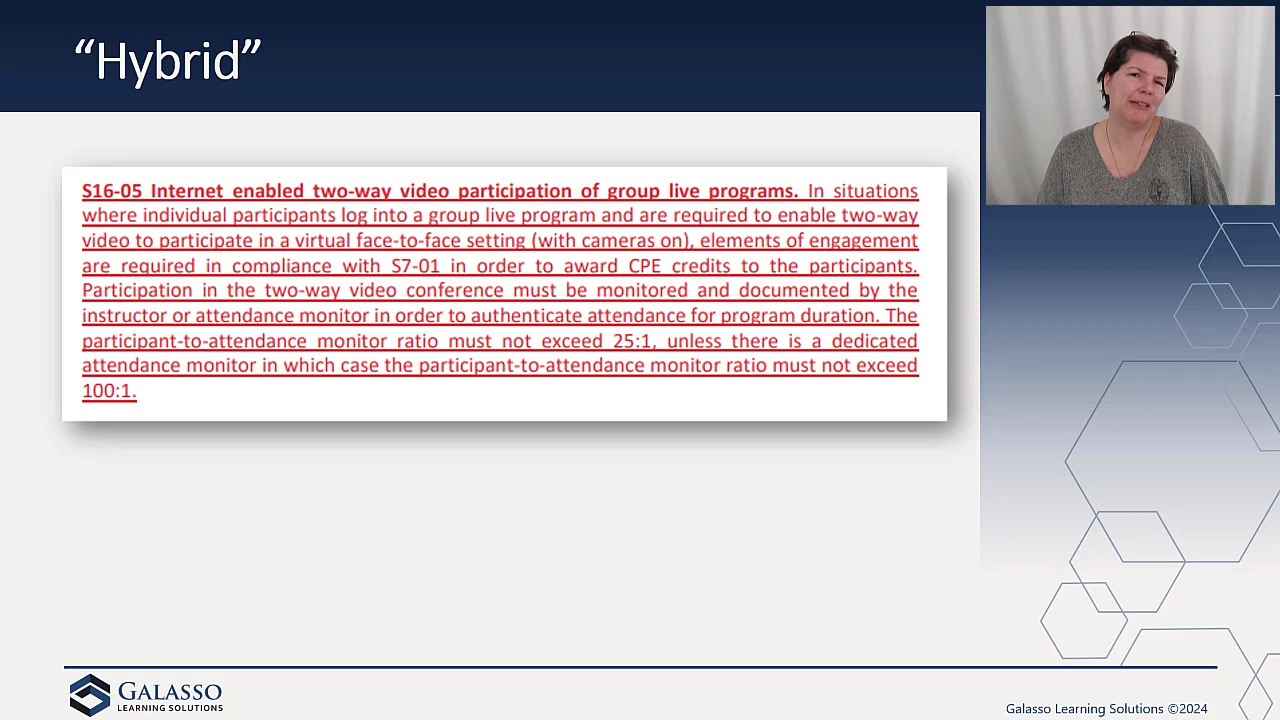 “Hybrid”
S16-05 Internet enabled two-way video participation of group live programs. In situations
where individual participants log into a group live program and are required to enable two-way
video to participate in a virtual face-to-face setting (with cameras on), elements of engagement
are required in compliance with S7-01 in order to award CPE credits to the participants.
Participation in the two-way video conference must be monitored and documented by the
instructor or attendance monitor in order to authenticate attendance for program duration. The
participant-to-attendance monitor ratio must not exceed 25:1, unless there is a dedicated
attendance monitor in which case the participant-to-attendance monitor ratio must not exceed
100:1.
GALASSO
LEARNING SOLUTIONS
Galasso Learning Solutions ©2024